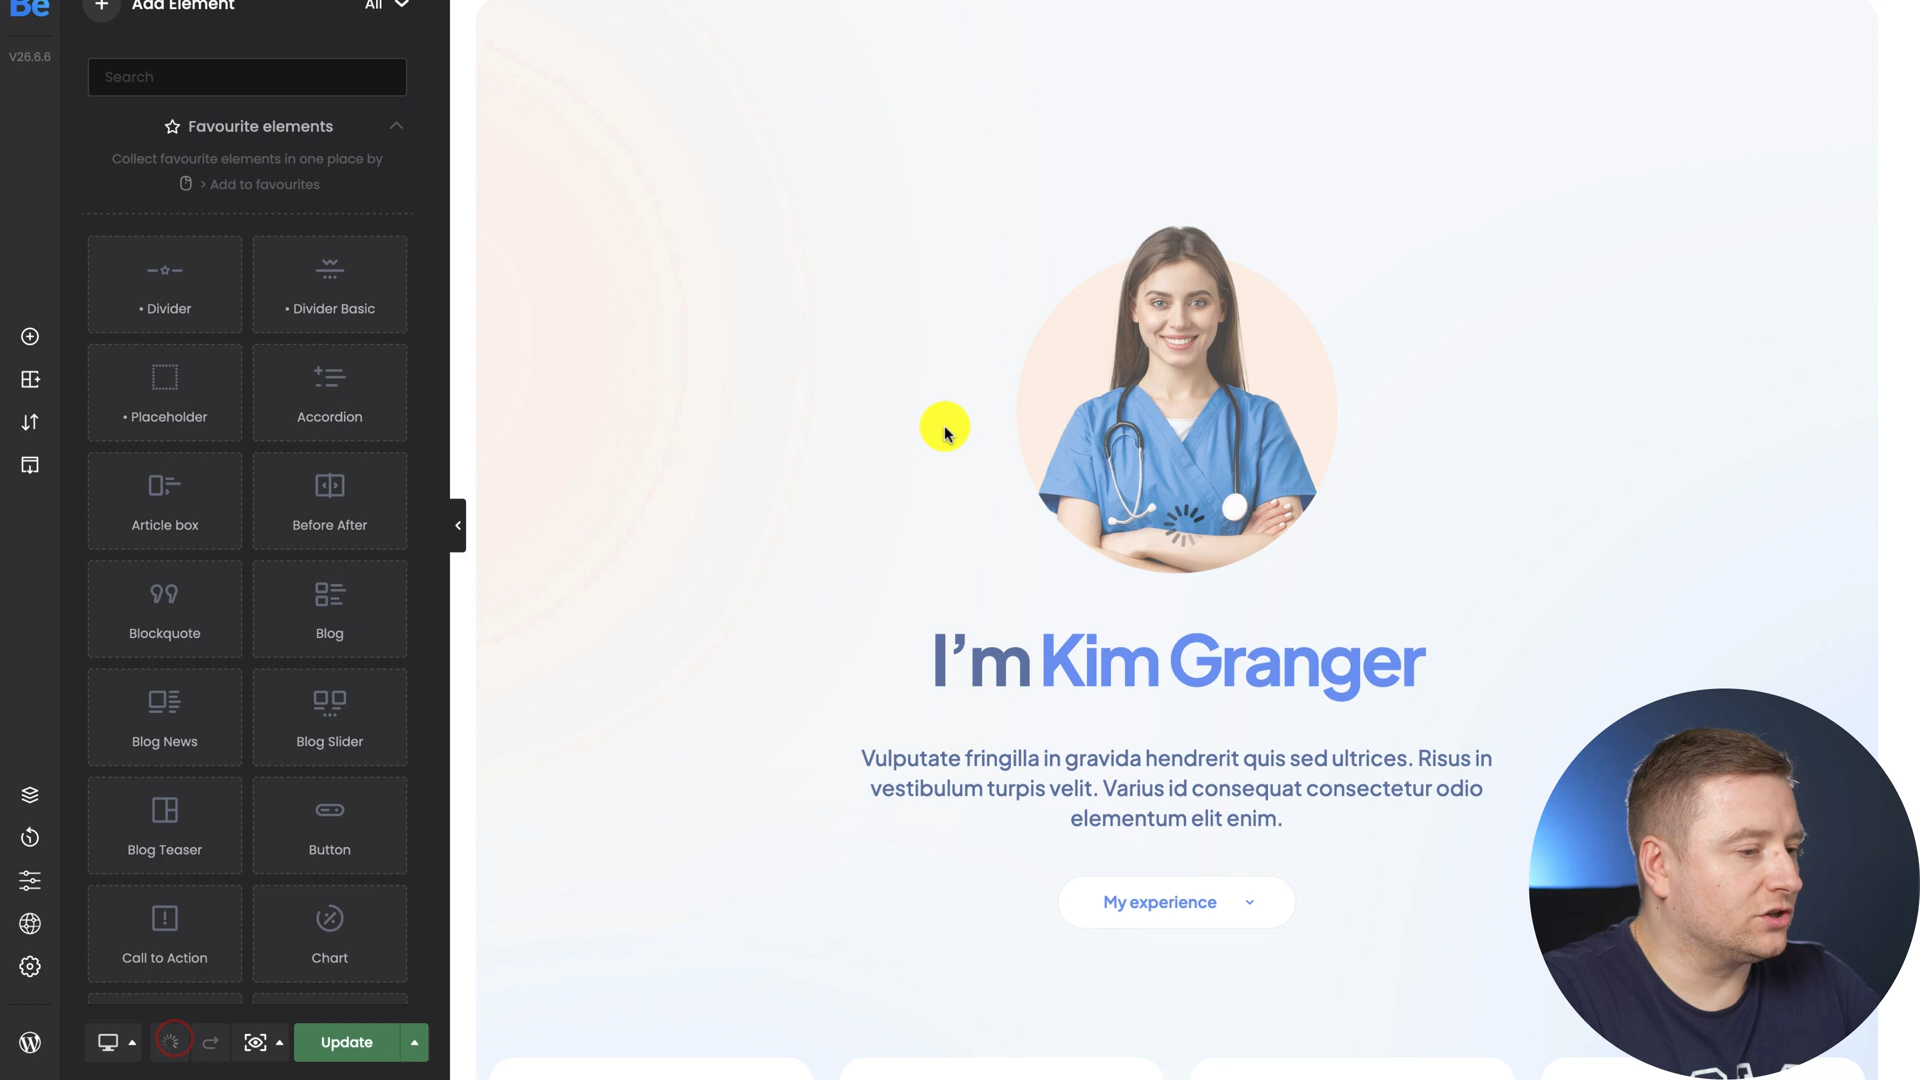 Be
Add Element
All
V26.6.6
Search
Favourite elements
Collect favourite elements in one place by
> Add to favourites
• Divider
• Divider Basic
• Placeholder
Accordion
Article box
Before After
Blockquote
Blog
Blog News
Blog Slider
Blog Teaser
Button
Call to Action
Chart
Update
I’m Kim Granger
Vulputate fringilla in gravida hendrerit quis sed ultrices. Risus in
vestibulum turpis velit. Varius id consequat consectetur odio
elementum elit enim.
My experience